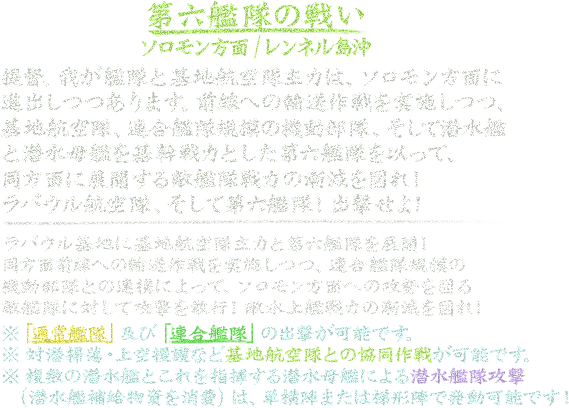 第六艦隊の戦い
ソロモン方面/レンネル島沖
提督、我が艦隊と基地航空隊主力は、ソロモン方面に
進出しつつあります。前線への輸送作戦を実施しつつ、
基地航空隊、連合艦隊規模の機動部隊、そして潜水艦
と潜水母艦を基幹戦力とした第六艦隊を以って、
同方面に展開する敵艦隊戦力の漸減を図れ!
ラバウル航空隊、そして第六艦隊!出撃せよ!
ラバウル基地に基地航空隊主力と第六艦隊を展開!
同方面前線への輸送作戦を実施しつつ、連合艦隊規模の
機動部隊との連携によって、ソロモン方面への攻勢を図る
敵艦隊に対して攻撃を敢行!敵水上艦戦力の漸減を図れ!
※「通常艦隊」及び「連合艦隊」の出撃が可能です。
※ 対潜掃蕩・上空援護など基地航空隊との協同作戦が可能です。
※ 複数の潜水艦とこれを指揮する潜水母艦による潜水艦隊攻撃
(潜水艦補給物資を消費)は、単横陣または梯形陣で発動可能です!